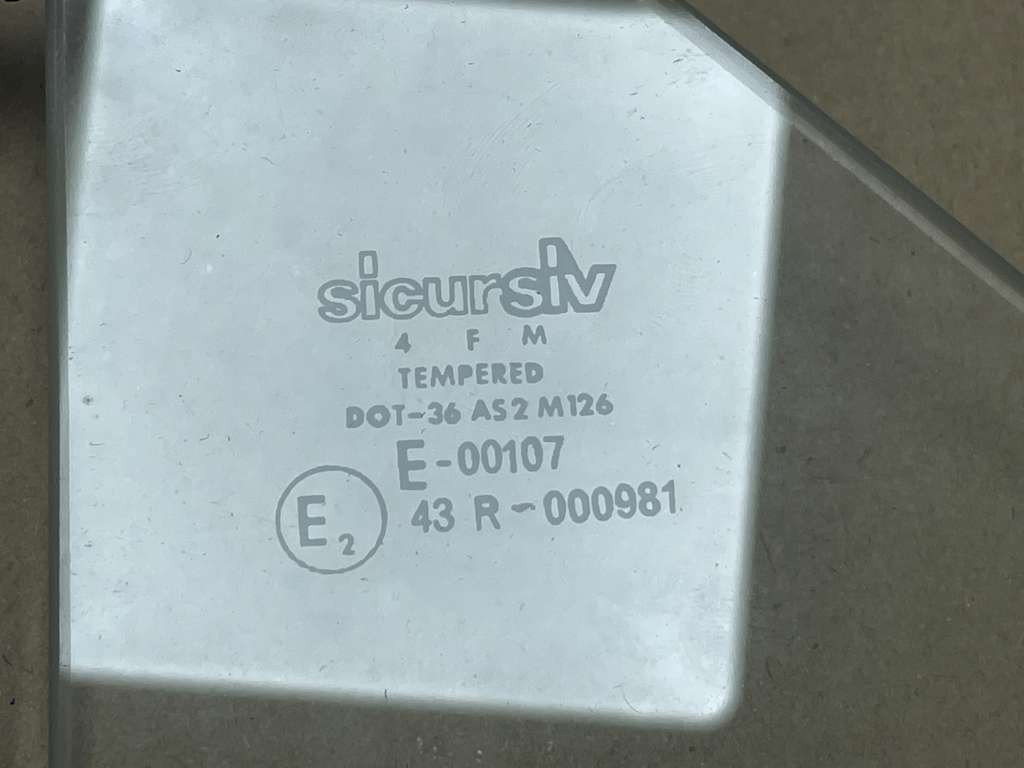 sicursiv
4 F M
TEMPERED
DOT-36 AS2 M126
E-00107
E2 43 R-000981